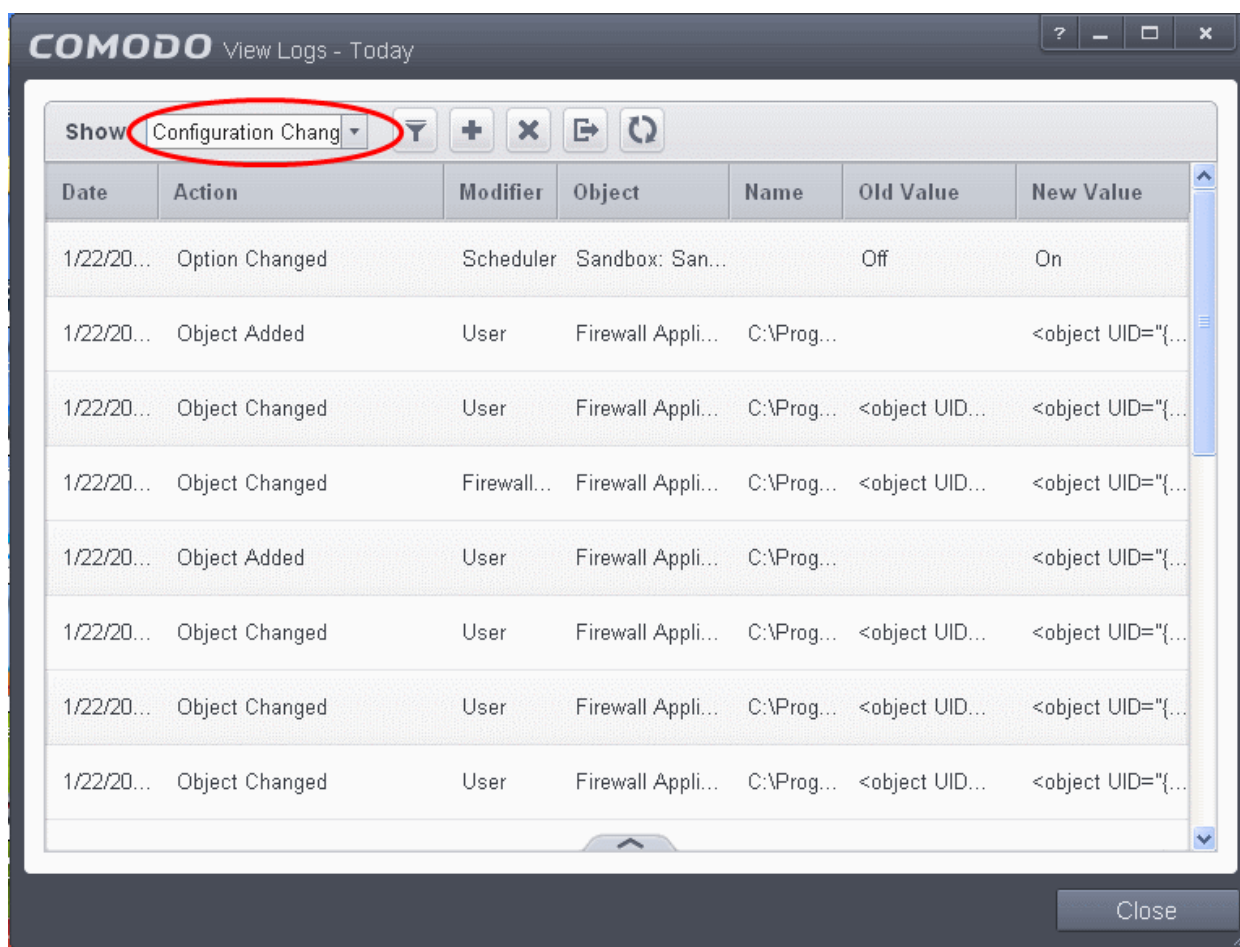 COMODO View Logs - Today
Show Configuration Chang
Date Action Modifier Object Name Old Value New Value
1/22/20... Option Changed Scheduler Sandbox: San... Off On
1/22/20... Object Added User Firewall Appli... C:\Prog... <object UID="{...
1/22/20... Object Changed User Firewall Appli... C:\Prog... <object UID... <object UID="{...
1/22/20... Object Changed Firewall... Firewall Appli... C:\Prog... <object UID... <object UID="{...
1/22/20... Object Added User Firewall Appli... C:\Prog... <object UID="{...
1/22/20... Object Changed User Firewall Appli... C:\Prog... <object UID... <object UID="{...
1/22/20... Object Changed User Firewall Appli... C:\Prog... <object UID... <object UID="{...
1/22/20... Object Changed User Firewall Appli... C:\Prog... <object UID... <object UID="{...
Close